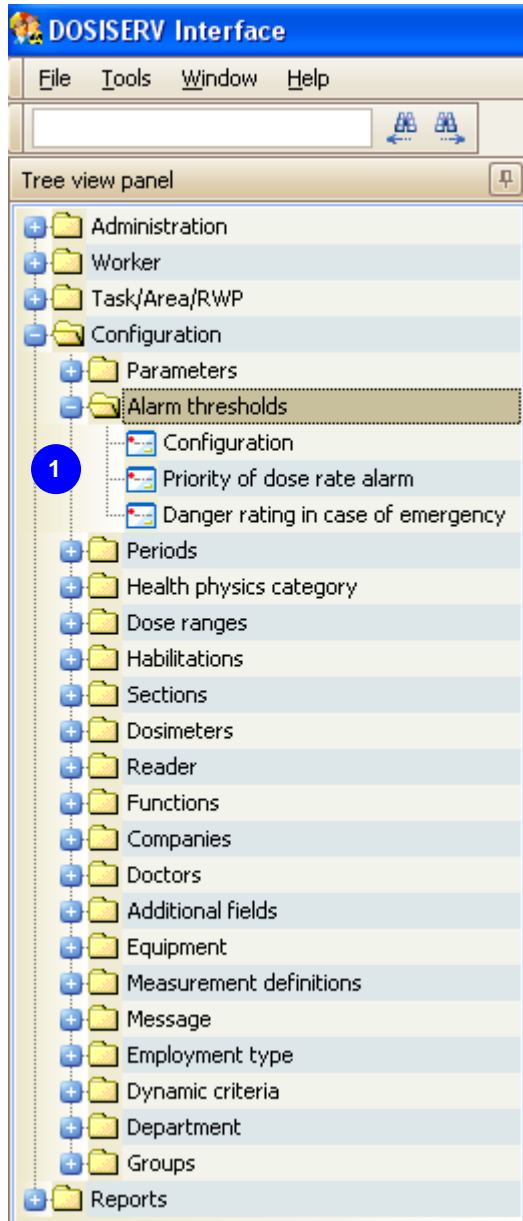 DOSISERV Interface
File Tools Window Help
Tree view panel
Administration
Worker
Task/Area/RWP
Configuration
Parameters
Alarm thresholds
Configuration
1
Priority of dose rate alarm
Danger rating in case of emergency
Periods
Health physics category
Dose ranges
Habilitations
Sections
Dosimeters
Reader
Functions
Companies
Doctors
Additional fields
Equipment
Measurement definitions
Message
Employment type
Dynamic criteria
Department
Groups
Reports